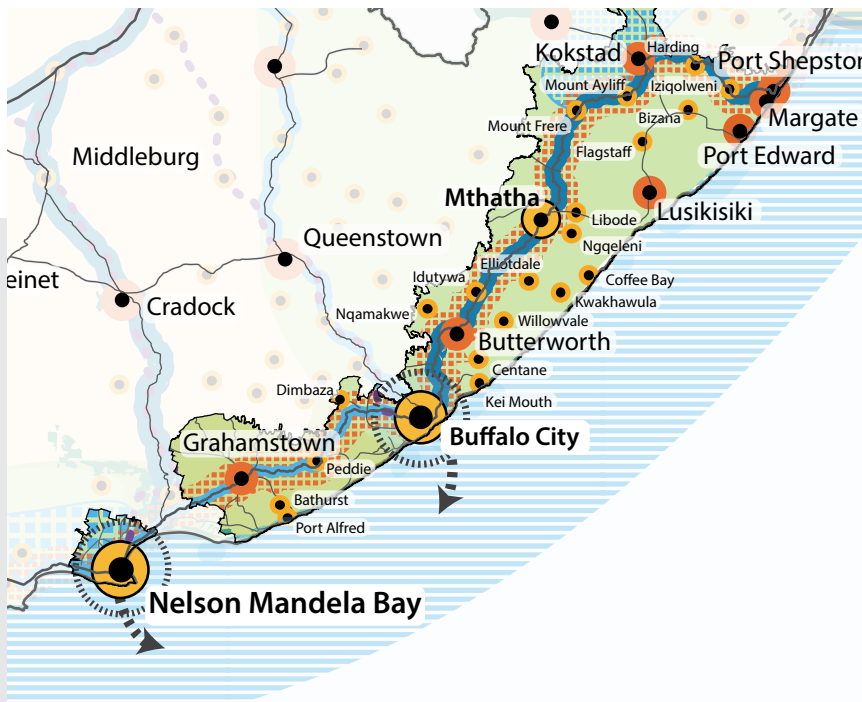 Kokstad
Harding
Port Shepstor
Mount Ayliff
Iziqolweni
Margate
Mount Frere
Bizana
Middleburg
Flagstaff
Port Edward
Mthatha
Libode
Lusikisiki
Queenstown
Ngqeleni
Elliotdale
einet
Idutywa
Coffee Bay
Cradock
Nqamakwe
Kwakhawula
Willowvale
Butterworth
Centane
Dimbaza
Kei Mouth
Grahamstown
Buffalo City
Peddie
Bathurst
Port Alfred
Nelson Mandela Bay